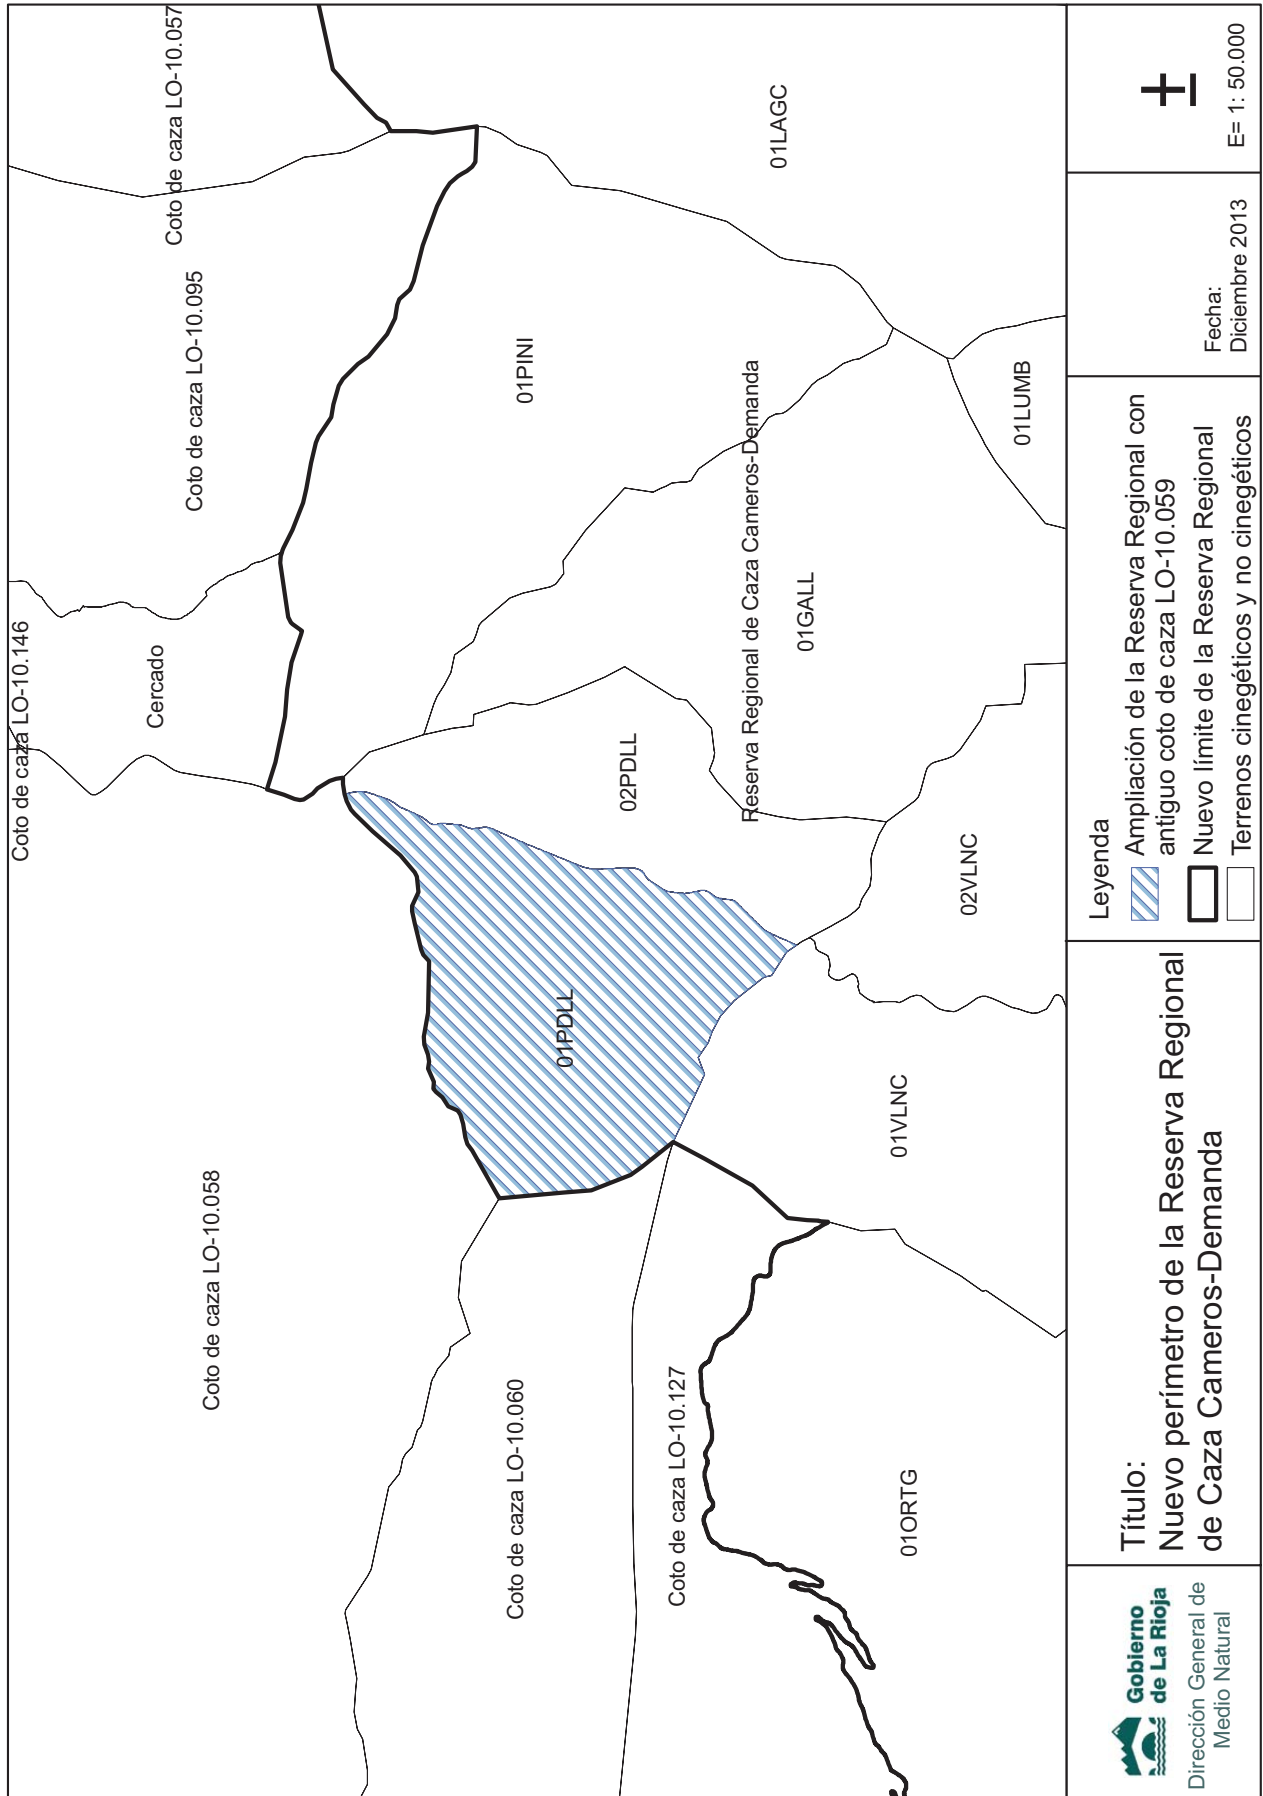 Coto de caza LO-10.146
Coto de caza LO-10.057
Coto de caza LO-10.095
Cercado
Coto de caza LO-10.058
01PINI
01LAGC
Coto de caza LO-10.060
01PDLL
02PDLL
Reserva Regional de Caza Cameros-Demanda
01GALL
Coto de caza LO-10.127
01VLNC
02VLNC
01LUMB
01ORTG
Gobierno
de La Rioja
Dirección General de
Medio Natural
Título:
Nuevo perímetro de la Reserva Regional
de Caza Cameros-Demanda
Leyenda
Ampliación de la Reserva Regional con
antiguo coto de caza LO-10.059
Nuevo límite de la Reserva Regional
Terrenos cinegéticos y no cinegéticos
Fecha:
Diciembre 2013
E= 1: 50.000